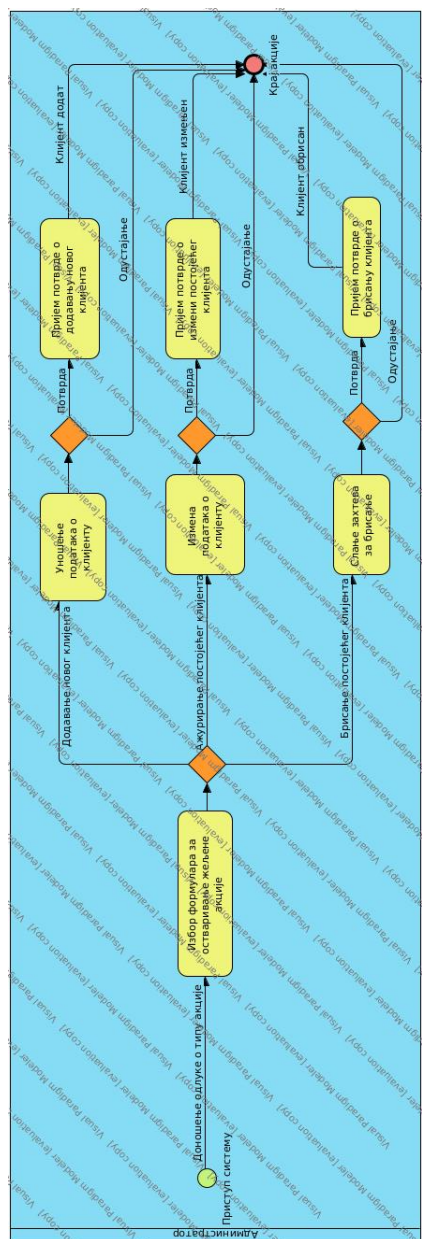 Администратор
Приступ систему
Доношење одлуке о типу акције
Избор формулара за
остваривање жељене
акције
Додавање новог клијента
Ажурирање постојећег клијента
Брисање постојећег клијента
Уношење
података о
клијенту
Потврда
Одустајање
Пријем потврде о
додавању новог
клијента
Клијент додат
Измена
података о
клијенту
Потврда
Одустајање
Пријем потврде о
измени постојећег
клијента
Клијент измењен
Слање захтева
за брисање
Потврда
Одустајање
Пријем потврде о
брисању клијента
Клијент обрисан
Крај акције
Visual Paradigm Modeler [evaluation copy]